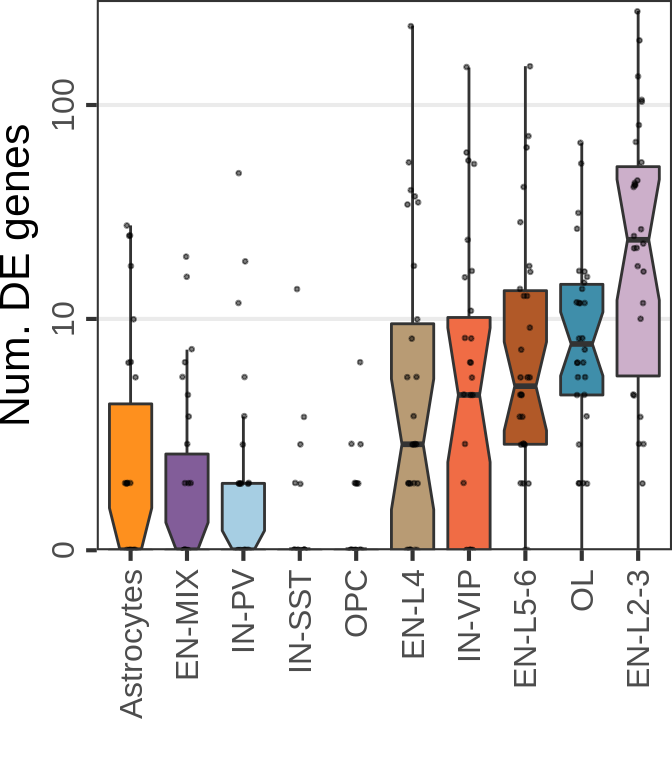 Num. DE genes
100
10
0
Astrocytes
EN-MIX
IN-PV
IN-SST
OPC
EN-L4
IN-VIP
EN-L5-6
OL
EN-L2-3